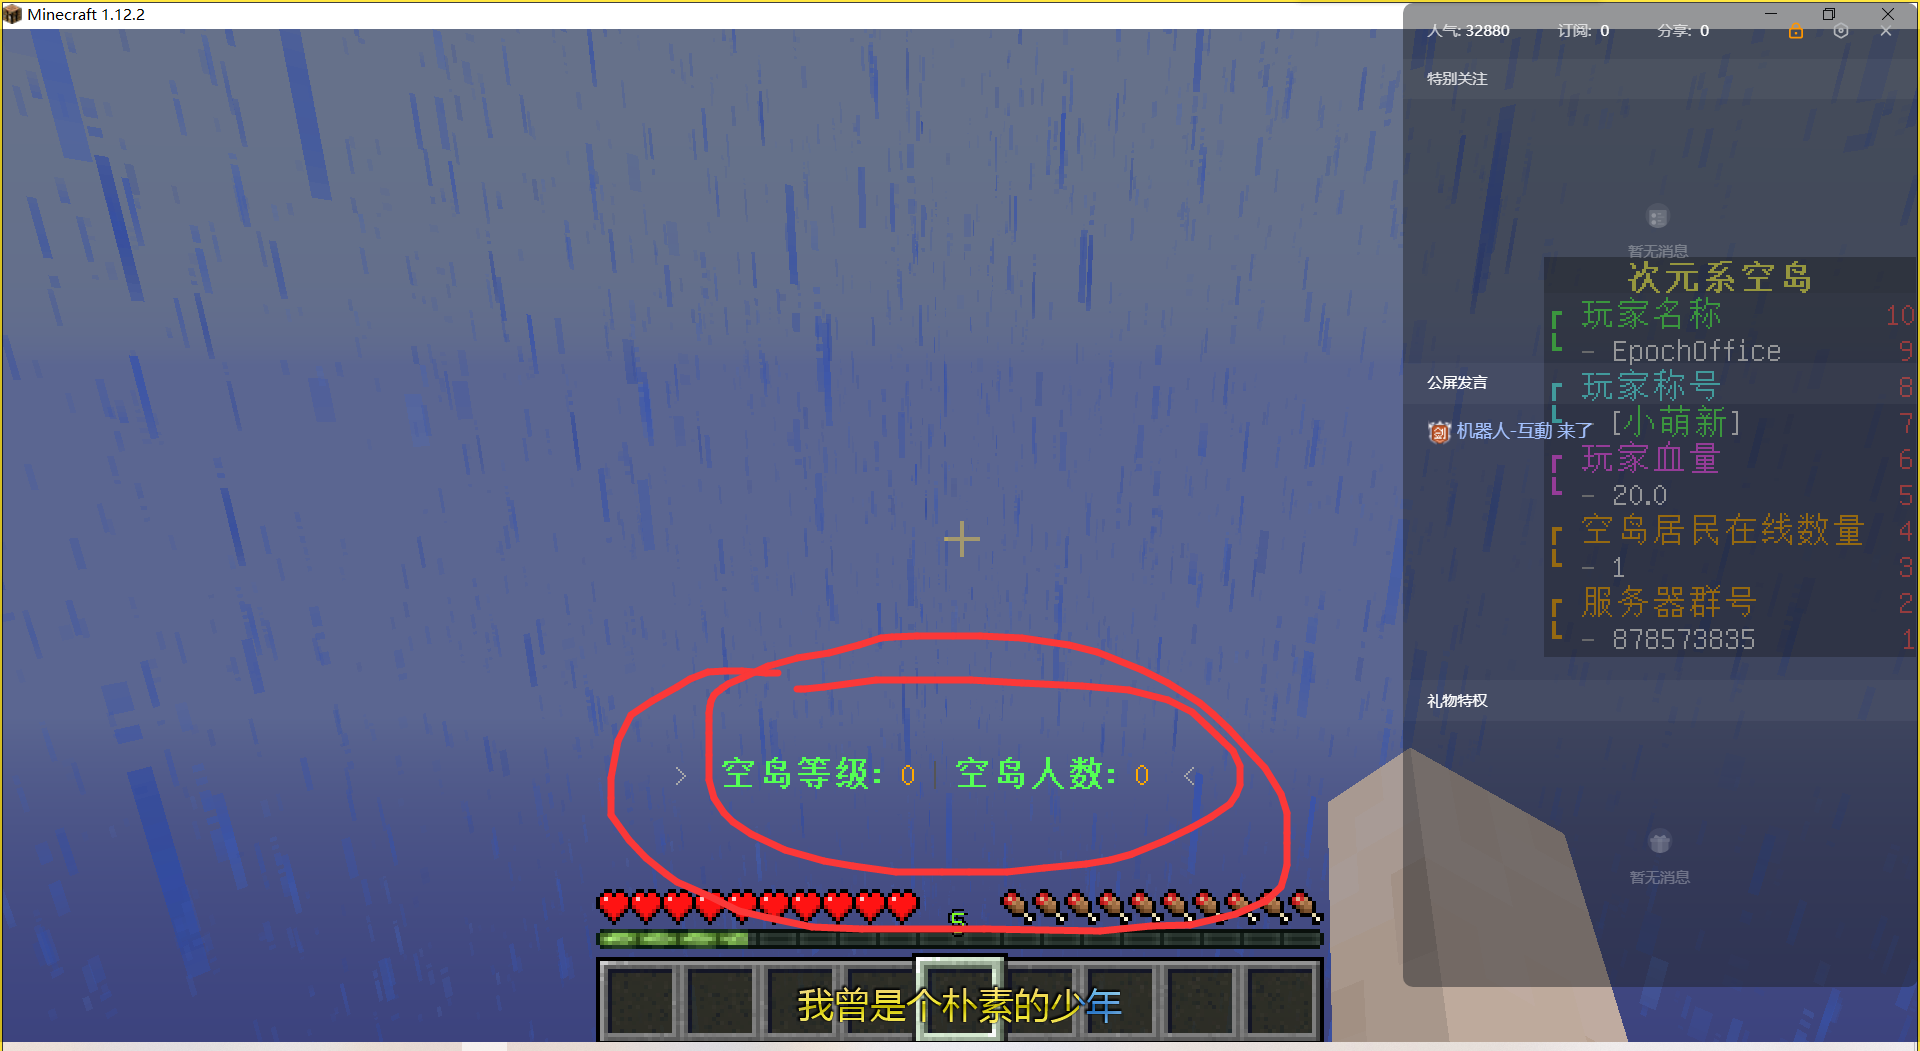 Minecraft 1.12.2
人气: 32880 订阅: 0 分享: 0
特别关注
暂无消息
次元系空岛
玩家名称 10
- EpochOffice 9
玩家称号 8
[小萌新] 7
玩家血量 6
- 20.0 5
空岛居民在线数量 4
- 1 3
服务器群号 2
- 878573835 1
公屏发言
剑 机器人-互動 来了
礼物特权
暂无消息
> 空岛等级: 0 | 空岛人数: 0 <
5
我曾是个朴素的少年